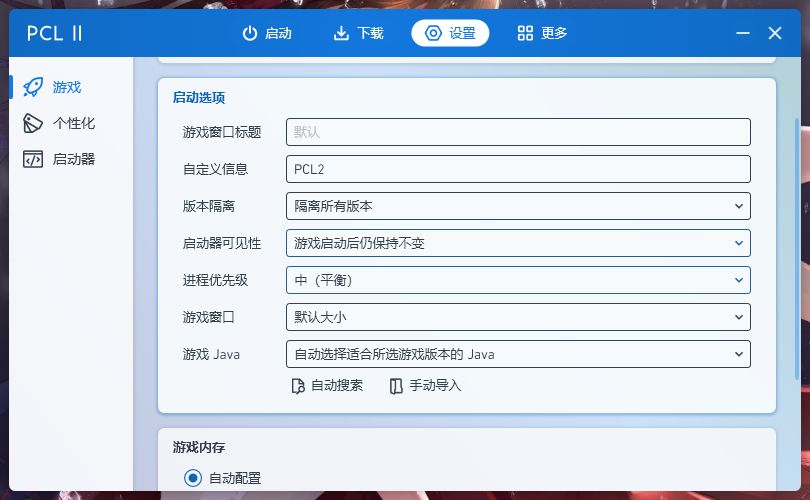 PCL II
启动
下载
设置
更多
游戏
个性化
启动器
启动选项
游戏窗口标题 默认
自定义信息 PCL2
版本隔离 隔离所有版本
启动器可见性 游戏启动后仍保持不变
进程优先级 中（平衡）
游戏窗口 默认大小
游戏 Java 自动选择适合所选游戏版本的 Java
自动搜索 手动导入
游戏内存
自动配置